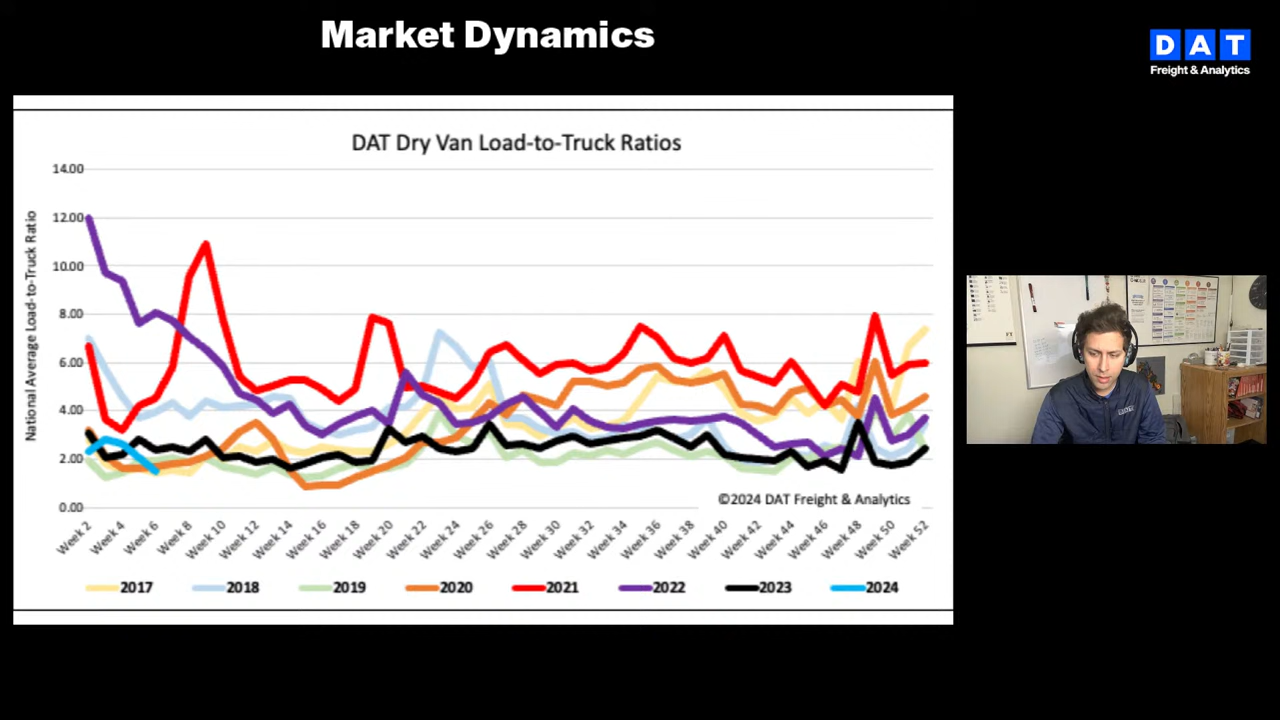 Market Dynamics
DAT
Freight & Analytics
DAT Dry Van Load-to-Truck Ratios
National Average Load-to-Truck Ratio
14.00
12.00
10.00
8.00
6.00
4.00
2.00
0.00
©2024 DAT Freight & Analytics
Week 2 Week 4 Week 6 Week 8 Week 10 Week 12 Week 14 Week 16 Week 18 Week 20 Week 22 Week 24 Week 26 Week 28 Week 30 Week 32 Week 34 Week 36 Week 38 Week 40 Week 42 Week 44 Week 46 Week 48 Week 50 Week 52
2017 2018 2019 2020 2021 2022 2023 2024